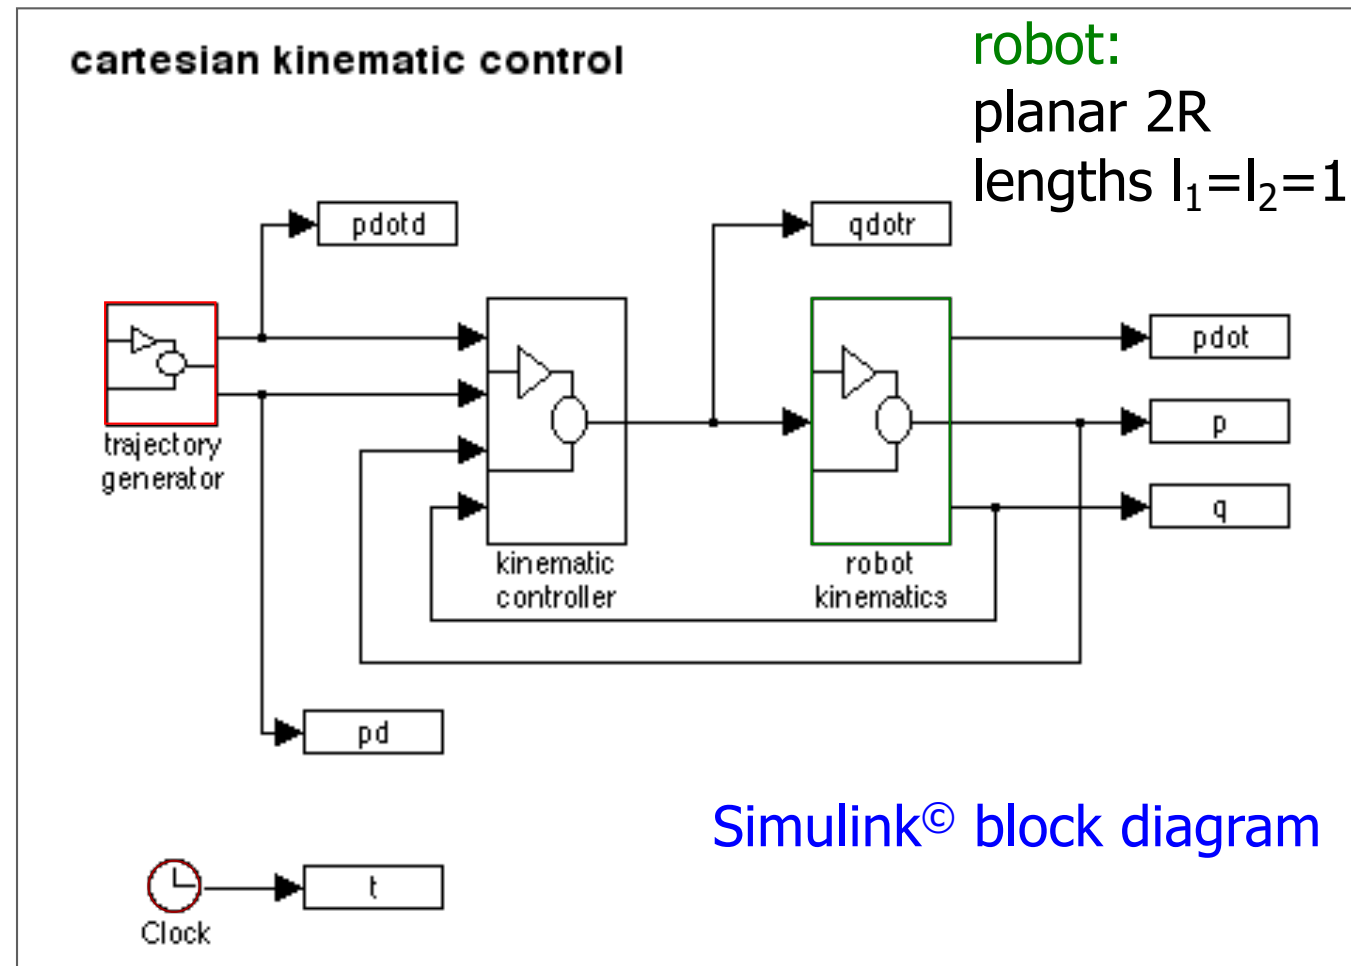 cartesian kinematic control
robot:
planar 2R
lengths l₁=l₂=1
pdotd
qdotr
trajectory
generator
kinematic
controller
robot
kinematics
pdot
p
q
pd
Simulink© block diagram
t
Clock